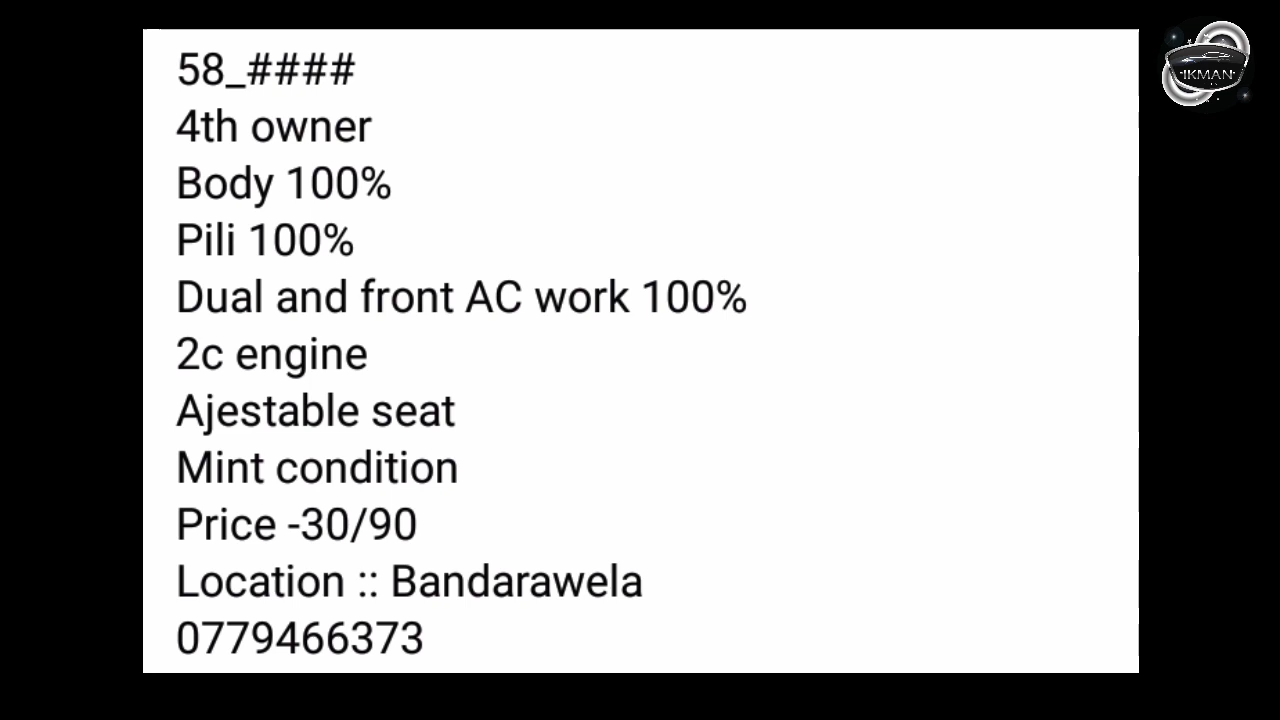 58_####
4th owner
Body 100%
Pili 100%
Dual and front AC work 100%
2c engine
Ajestable seat
Mint condition
Price -30/90
Location :: Bandarawela
0779466373
IKMAN